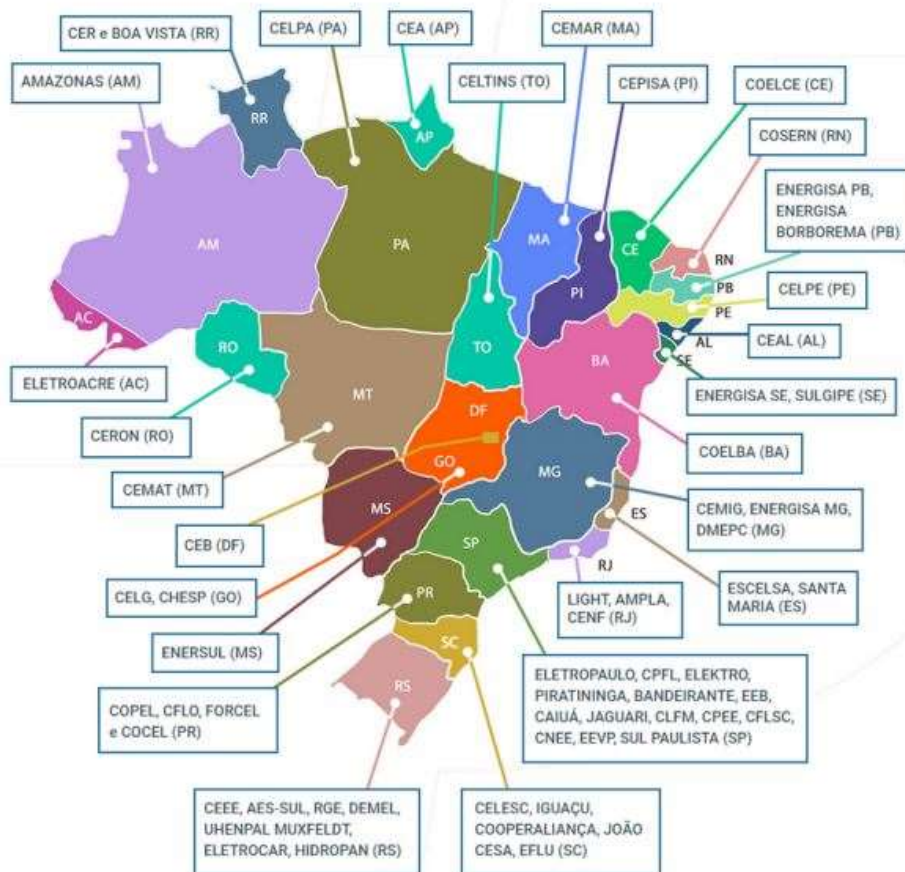 CER e BOA VISTA (RR)
CELPA (PA)
CEA (AP)
CEMAR (MA)
AMAZONAS (AM)
CELTINS (TO)
CEPISA (PI)
COELCE (CE)
COSERN (RN)
ENERGISA PB,
ENERGISA
BORBOREMA (PB)
CELPE (PE)
CEAL (AL)
ENERGISA SE, SULGIPE (SE)
COELBA (BA)
CEMIG, ENERGISA MG,
DMEPC (MG)
ESCELSA, SANTA
MARIA (ES)
LIGHT, AMPLA,
CENF (RJ)
ELETROPAULO, CPFL, ELEKTRO,
PIRATININGA, BANDEIRANTE, EEB,
CAIUÁ, JAGUARI, CLFM, CPEE, CFLSC,
CNEE, EEVP, SUL PAULISTA (SP)
ELETROACRE (AC)
CERON (RO)
CEMAT (MT)
CEB (DF)
CELG, CHESP (GO)
ENERSUL (MS)
COPEL, CFLO, FORCEL
e COCEL (PR)
CEEE, AES-SUL, RGE, DEMEL,
UHENPAL MUXFELDT,
ELETROCAR, HIDROPAN (RS)
CELESC, IGUAÇU,
COOPERALIANÇA, JOÃO
CESA, EFLU (SC)
RR
AP
AM
PA
MA
CE
RN
PB
PI
PE
AL
SE
AC
RO
TO
BA
MT
DF
GO
MG
MS
ES
SP
RJ
PR
SC
RS